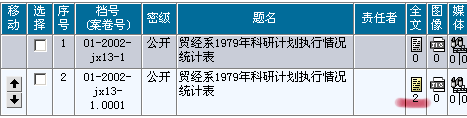 移动 选择 序号 档号(案卷号) 密级 题名 责任者 全文 图像 媒体
1 01-2002-jx13-1 公开 贸经系1979年科研计划执行情况统计表 0 0 0 0
2 01-2002-jx13-1.0001 公开 贸经系1979年科研计划执行情况统计表 2 0 0 0